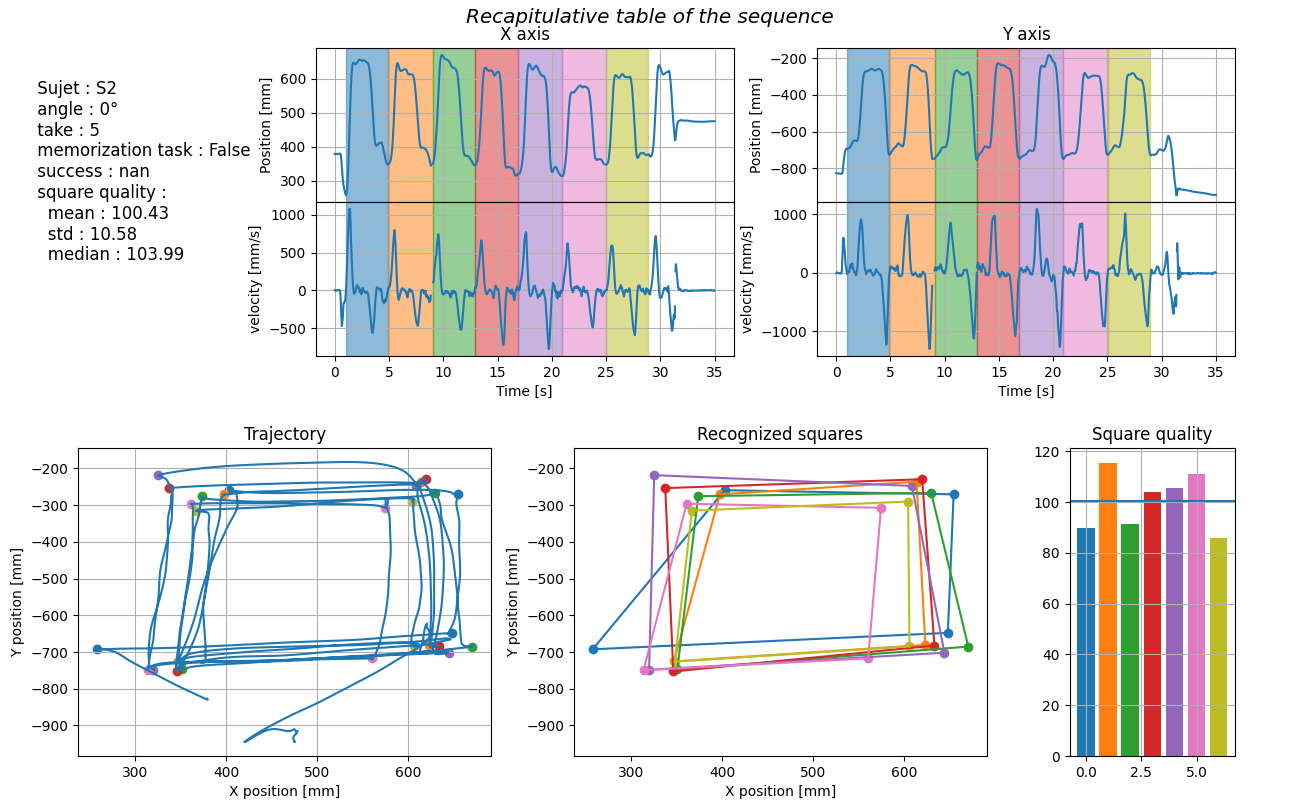 Recapitulative table of the sequence
X axis
Y axis
Sujet : S2
angle : 0°
take : 5
memorization task : False
success : nan
square quality :
mean : 100.43
std : 10.58
median : 103.99
Position [mm]
600
500
400
300
velocity [mm/s]
1000
500
0
−500
0 5 10 15 20 25 30 35
Time [s]
Position [mm]
−200
−400
−600
−800
velocity [mm/s]
1000
0
−1000
0 5 10 15 20 25 30 35
Time [s]
Trajectory
Y position [mm]
−200
−300
−400
−500
−600
−700
−800
−900
300 400 500 600
X position [mm]
Recognized squares
Y position [mm]
−200
−300
−400
−500
−600
−700
−800
−900
300 400 500 600
X position [mm]
Square quality
120
100
80
60
40
20
0
0.0 2.5 5.0